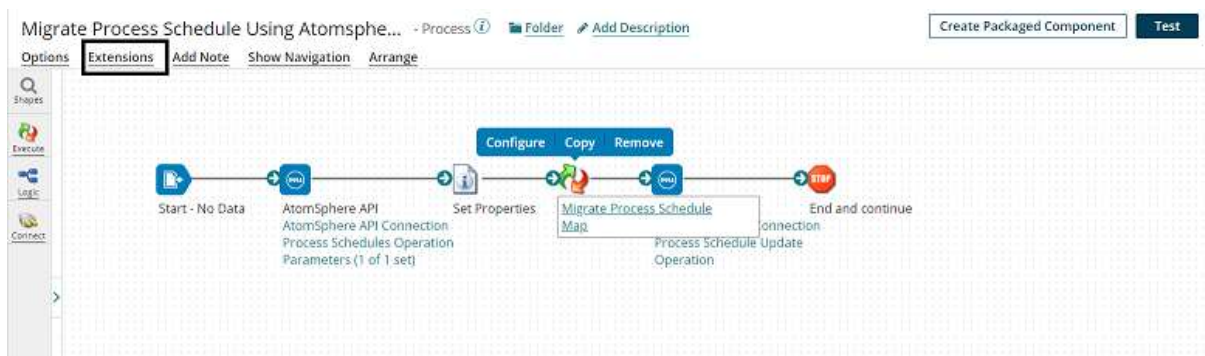 Migrate Process Schedule Using Atomsphe... - Process i Folder Add Description
Create Packaged Component Test
Options Extensions Add Note Show Navigation Arrange
Shapes
Execute
Logic
Connect
Configure Copy Remove
STOP
Start - No Data
AtomSphere API
AtomSphere API Connection
Process Schedules Operation
Parameters (1 of 1 set)
Set Properties
Migrate Process Schedule
Map
onnection
Process Schedule Update
Operation
End and continue